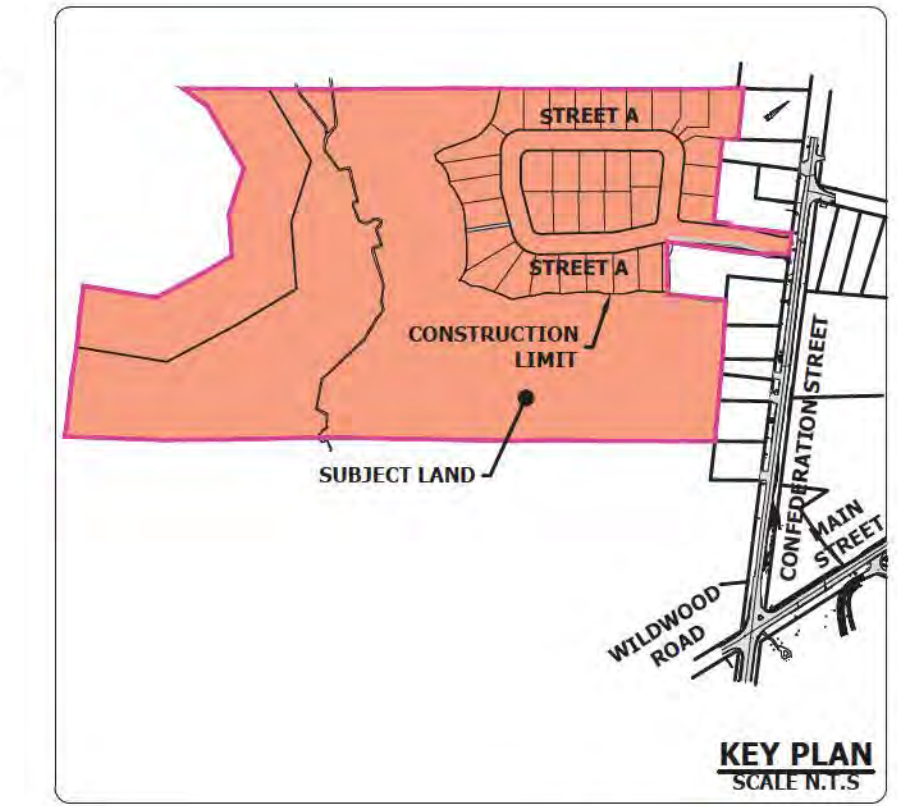 STREET A
STREET A
CONSTRUCTION
LIMIT
SUBJECT LAND
CONFEDERATION STREET
MAIN
STREET
WILDWOOD
ROAD
KEY PLAN
SCALE N.T.S